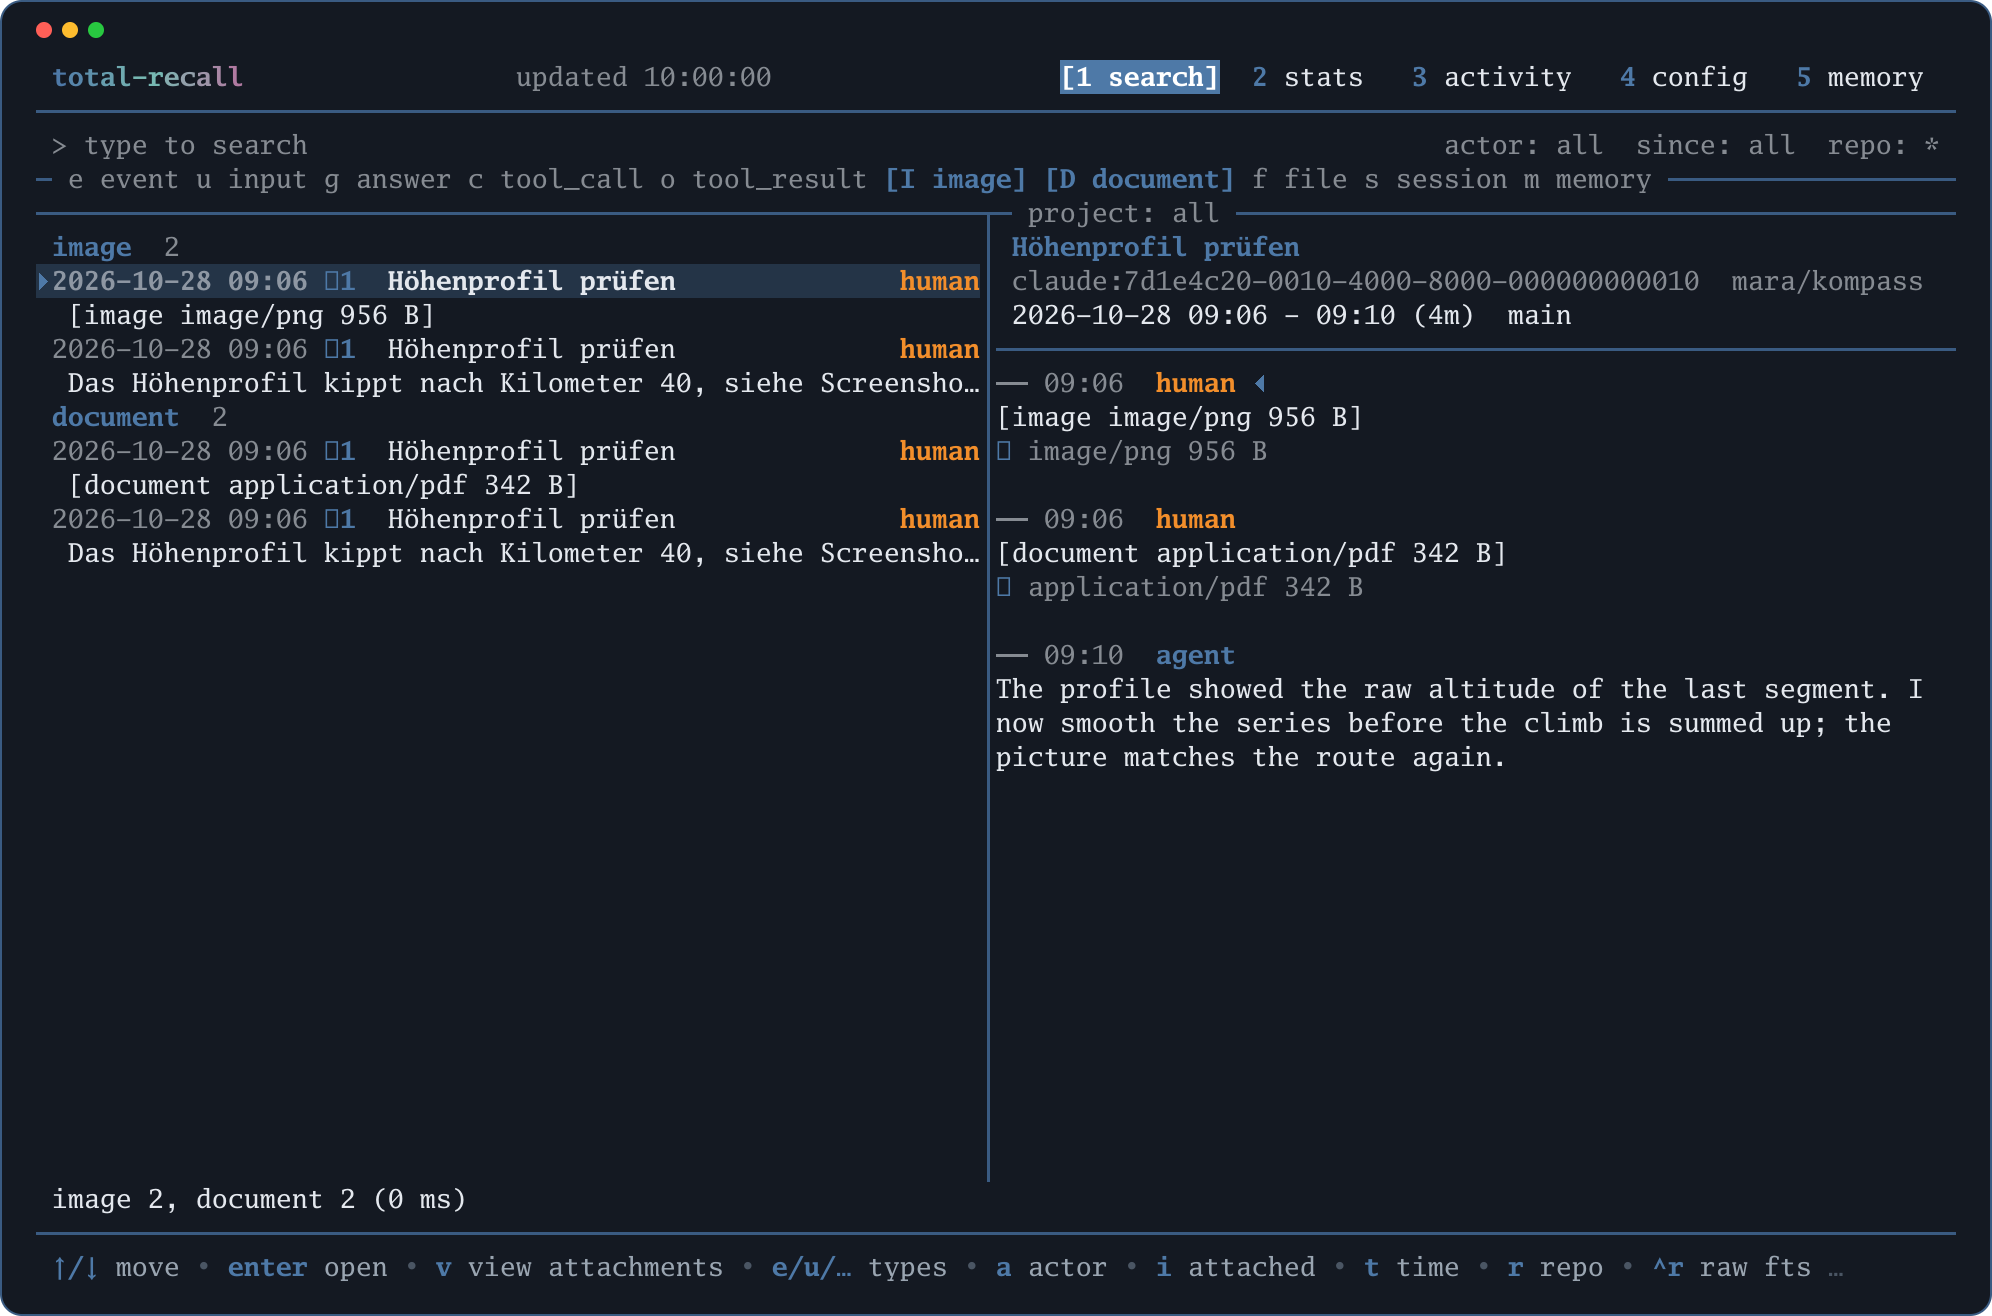 total-recall updated 10:00:00 [1 search] 2 stats 3 activity 4 config 5 memory
> type to search actor: all since: all repo: *
e event u input g answer c tool_call o tool_result [I image] [D document] f file s session m memory
project: all
image 2
2026-10-28 09:06 1 Höhenprofil prüfen human
[image image/png 956 B]
2026-10-28 09:06 1 Höhenprofil prüfen human
Das Höhenprofil kippt nach Kilometer 40, siehe Screensho…
document 2
2026-10-28 09:06 1 Höhenprofil prüfen human
[document application/pdf 342 B]
2026-10-28 09:06 1 Höhenprofil prüfen human
Das Höhenprofil kippt nach Kilometer 40, siehe Screensho…
Höhenprofil prüfen
claude:7d1e4c20-0010-4000-8000-000000000010 mara/kompass
2026-10-28 09:06 - 09:10 (4m) main
── 09:06 human
[image image/png 956 B]
image/png 956 B
── 09:06 human
[document application/pdf 342 B]
application/pdf 342 B
── 09:10 agent
The profile showed the raw altitude of the last segment. I
now smooth the series before the climb is summed up; the
picture matches the route again.
image 2, document 2 (0 ms)
↑/↓ move • enter open • v view attachments • e/u/… types • a actor • i attached • t time • r repo • ^r raw fts …